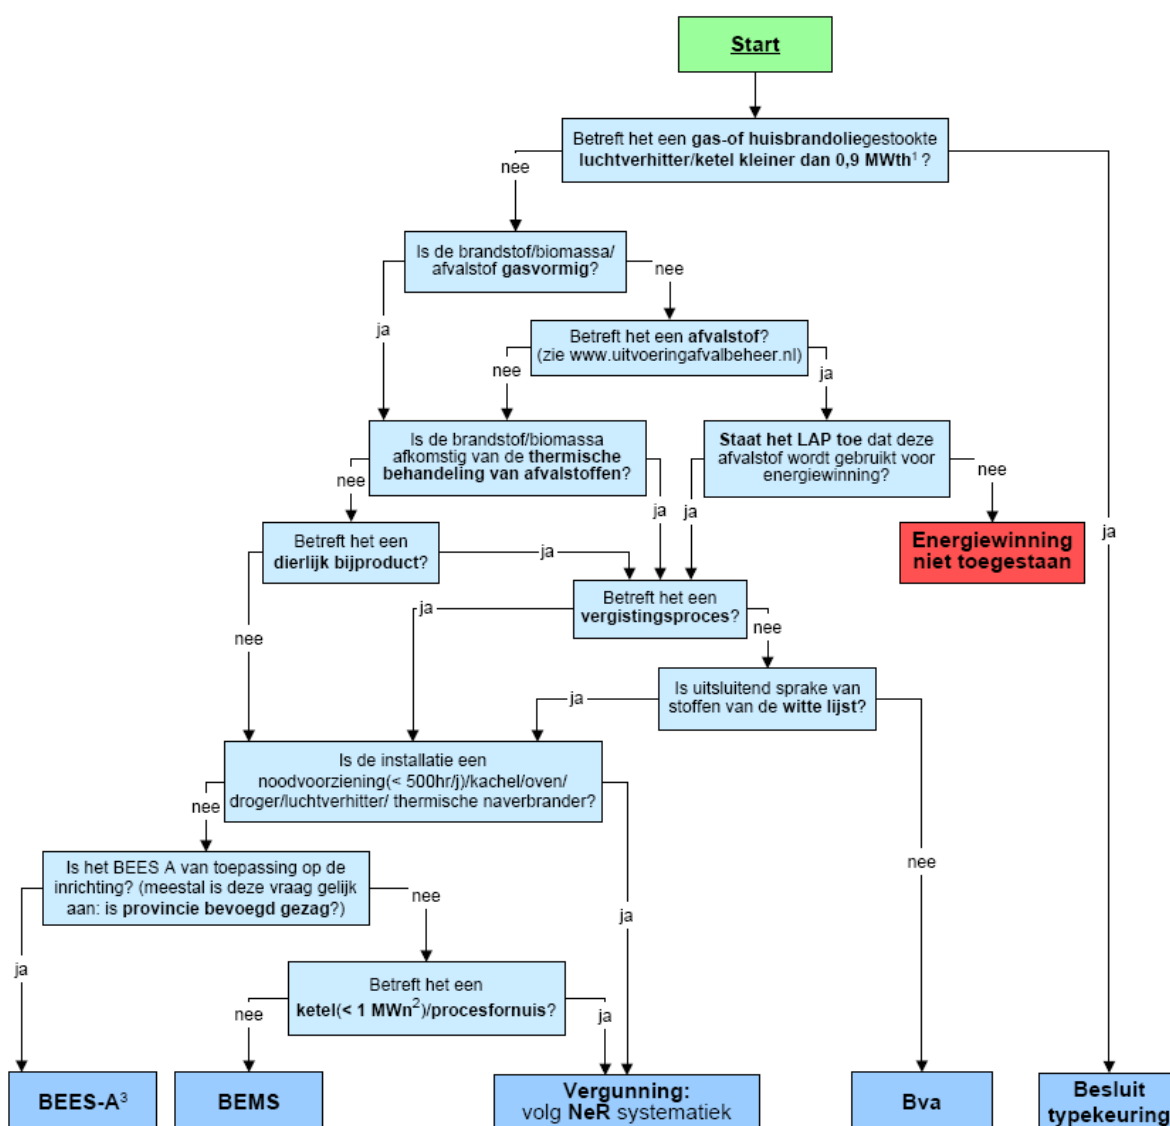 Start
Betreft het een gas-of huisbrandoliegestookte
luchtverhitter/ketel kleiner dan 0,9 MWth¹ ?
nee
Is de brandstof/biomassa/
afvalstof gasvormig?
nee
ja
Betreft het een afvalstof?
(zie www.uitvoeringafvalbeheer.nl)
nee
ja
Is de brandstof/biomassa
afkomstig van de thermische
behandeling van afvalstoffen?
Staat het LAP toe dat deze
afvalstof wordt gebruikt voor
energiewinning?
nee
nee
ja
ja
ja
Betreft het een
dierlijk bijproduct?
ja
Energiewinning
niet toegestaan
Betreft het een
vergistingsproces?
ja
nee
nee
Is uitsluitend sprake van
stoffen van de witte lijst?
ja
Is de installatie een
noodvoorziening(< 500hr/j)/kachel/oven/
droger/luchtverhitter/ thermische naverbrander?
nee
nee
Is het BEES A van toepassing op de
inrichting? (meestal is deze vraag gelijk
aan: is provincie bevoegd gezag?)
nee
ja
ja
Betreft het een
ketel(< 1 MWn²)/procesfornuis?
nee
ja
BEES-A³
BEMS
Vergunning:
volg NeR systematiek
Bva
Besluit
typekeuring